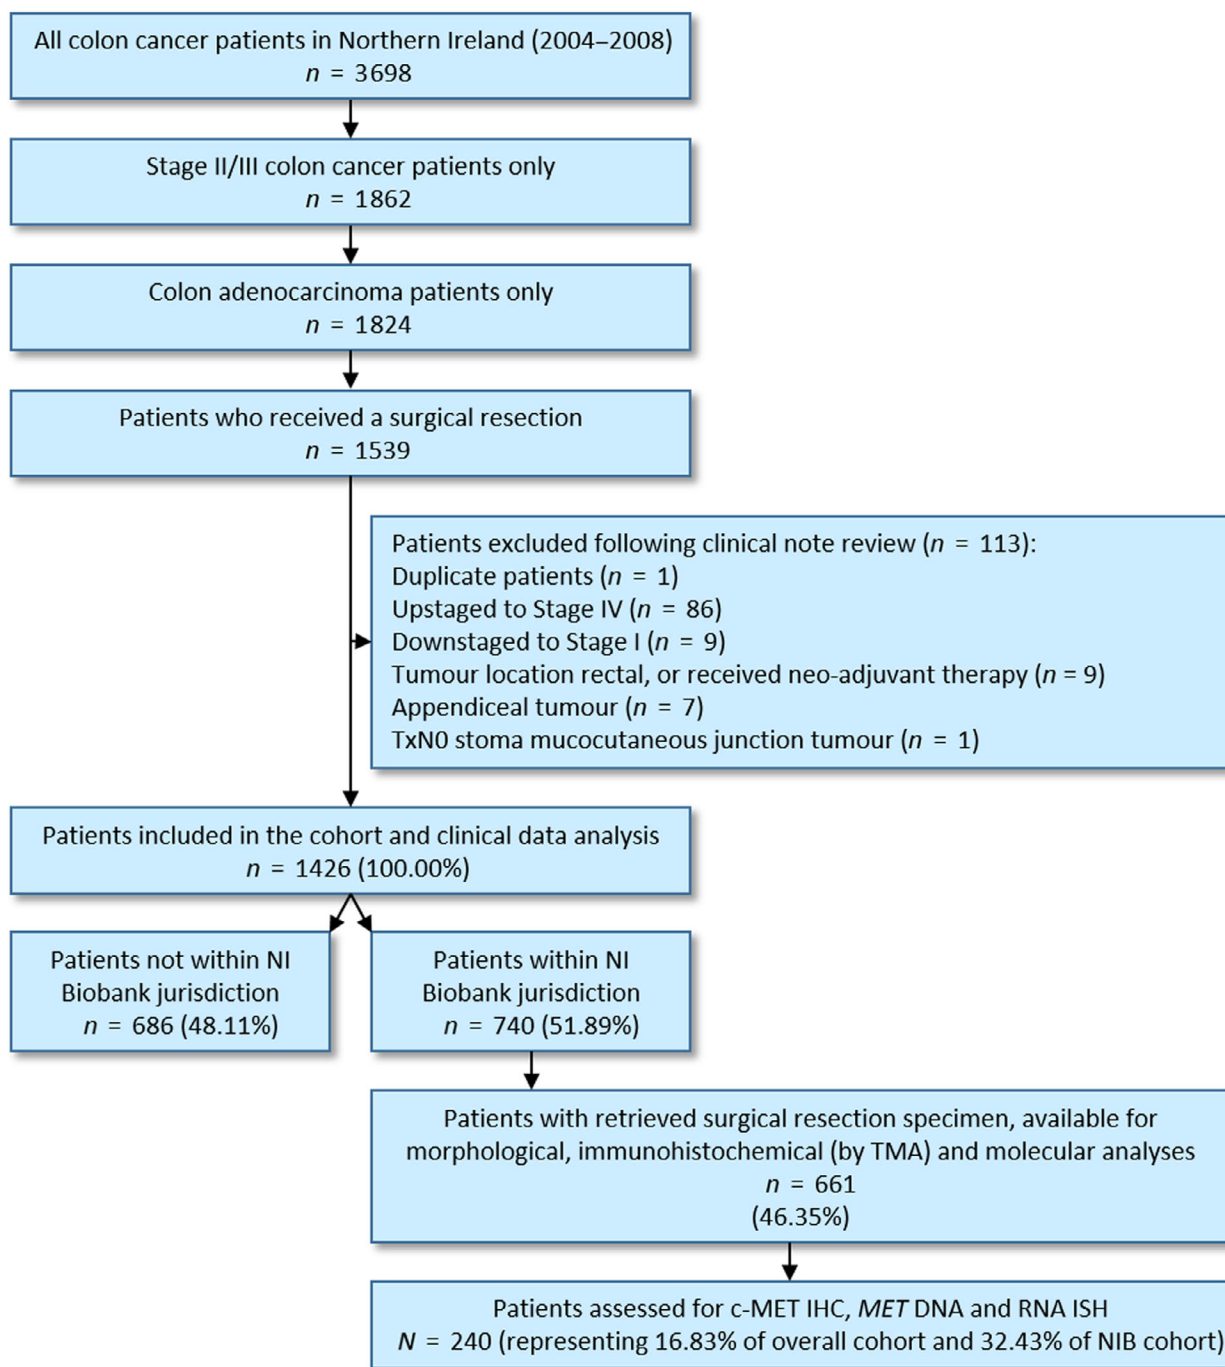 All colon cancer patients in Northern Ireland (2004–2008)
n = 3698
Stage II/III colon cancer patients only
n = 1862
Colon adenocarcinoma patients only
n = 1824
Patients who received a surgical resection
n = 1539
Patients excluded following clinical note review (n = 113):
Duplicate patients (n = 1)
Upstaged to Stage IV (n = 86)
Downstaged to Stage I (n = 9)
Tumour location rectal, or received neo-adjuvant therapy (n = 9)
Appendiceal tumour (n = 7)
TxN0 stoma mucocutaneous junction tumour (n = 1)
Patients included in the cohort and clinical data analysis
n = 1426 (100.00%)
Patients not within NI
Biobank jurisdiction
n = 686 (48.11%)
Patients within NI
Biobank jurisdiction
n = 740 (51.89%)
Patients with retrieved surgical resection specimen, available for
morphological, immunohistochemical (by TMA) and molecular analyses
n = 661
(46.35%)
Patients assessed for c-MET IHC, MET DNA and RNA ISH
N = 240 (representing 16.83% of overall cohort and 32.43% of NIB cohort)